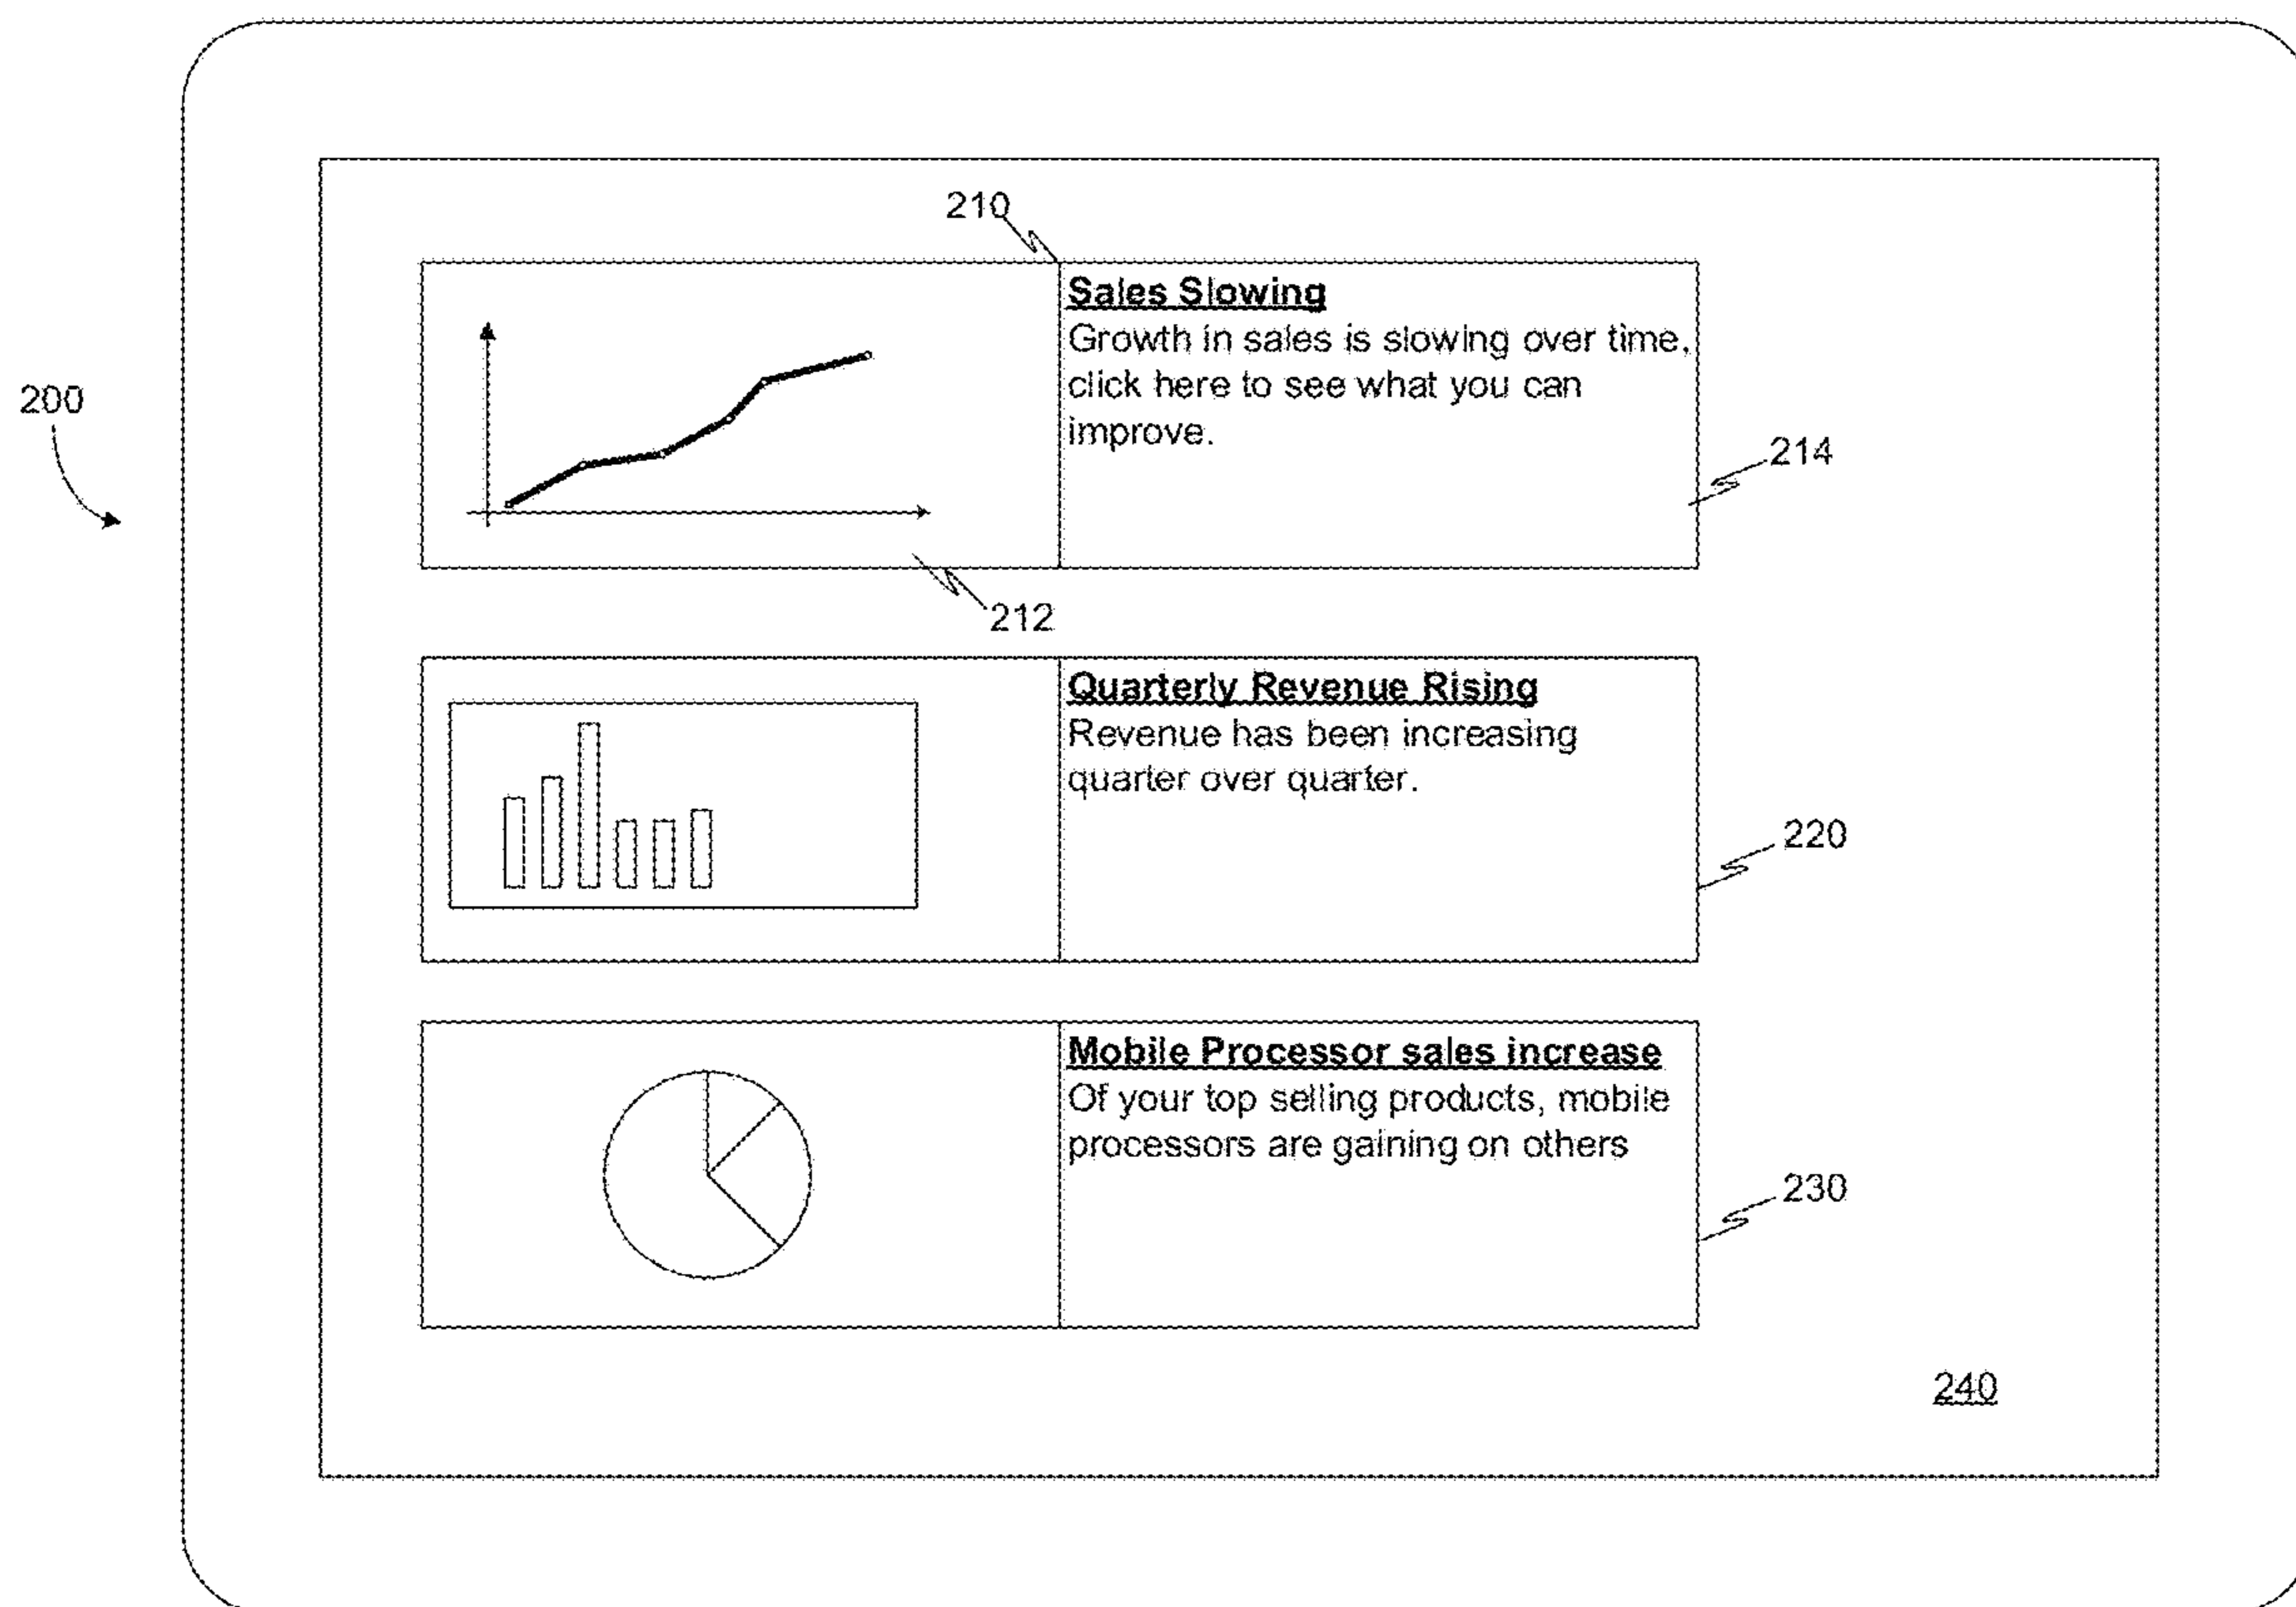 210
Sales Slowing
Growth in sales is slowing over time,
click here to see what you can
improve.
200
214
212
Quarterly Revenue Rising
Revenue has been increasing
quarter over quarter.
220
Mobile Processor sales increase
Of your top selling products, mobile
processors are gaining on others
230
240